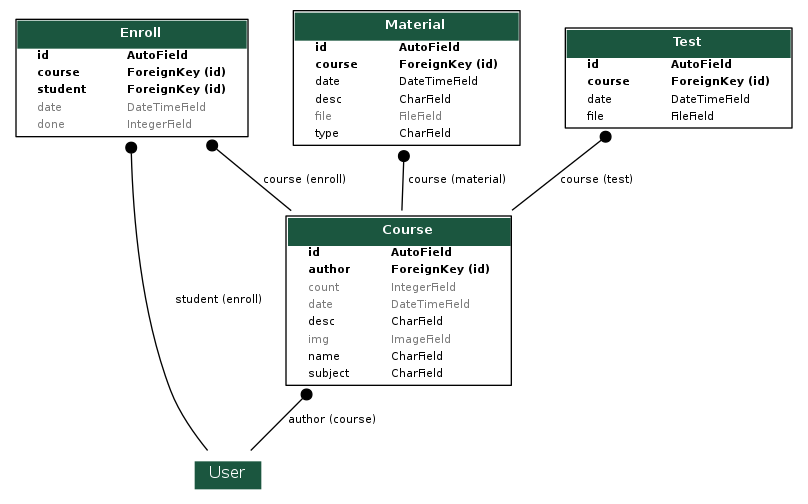 Enroll
id AutoField
course ForeignKey (id)
student ForeignKey (id)
date DateTimeField
done IntegerField
Material
id AutoField
course ForeignKey (id)
date DateTimeField
desc CharField
file FileField
type CharField
Test
id AutoField
course ForeignKey (id)
date DateTimeField
file FileField
course (enroll)
course (material)
course (test)
Course
id AutoField
author ForeignKey (id)
count IntegerField
date DateTimeField
desc CharField
img ImageField
name CharField
subject CharField
student (enroll)
author (course)
User